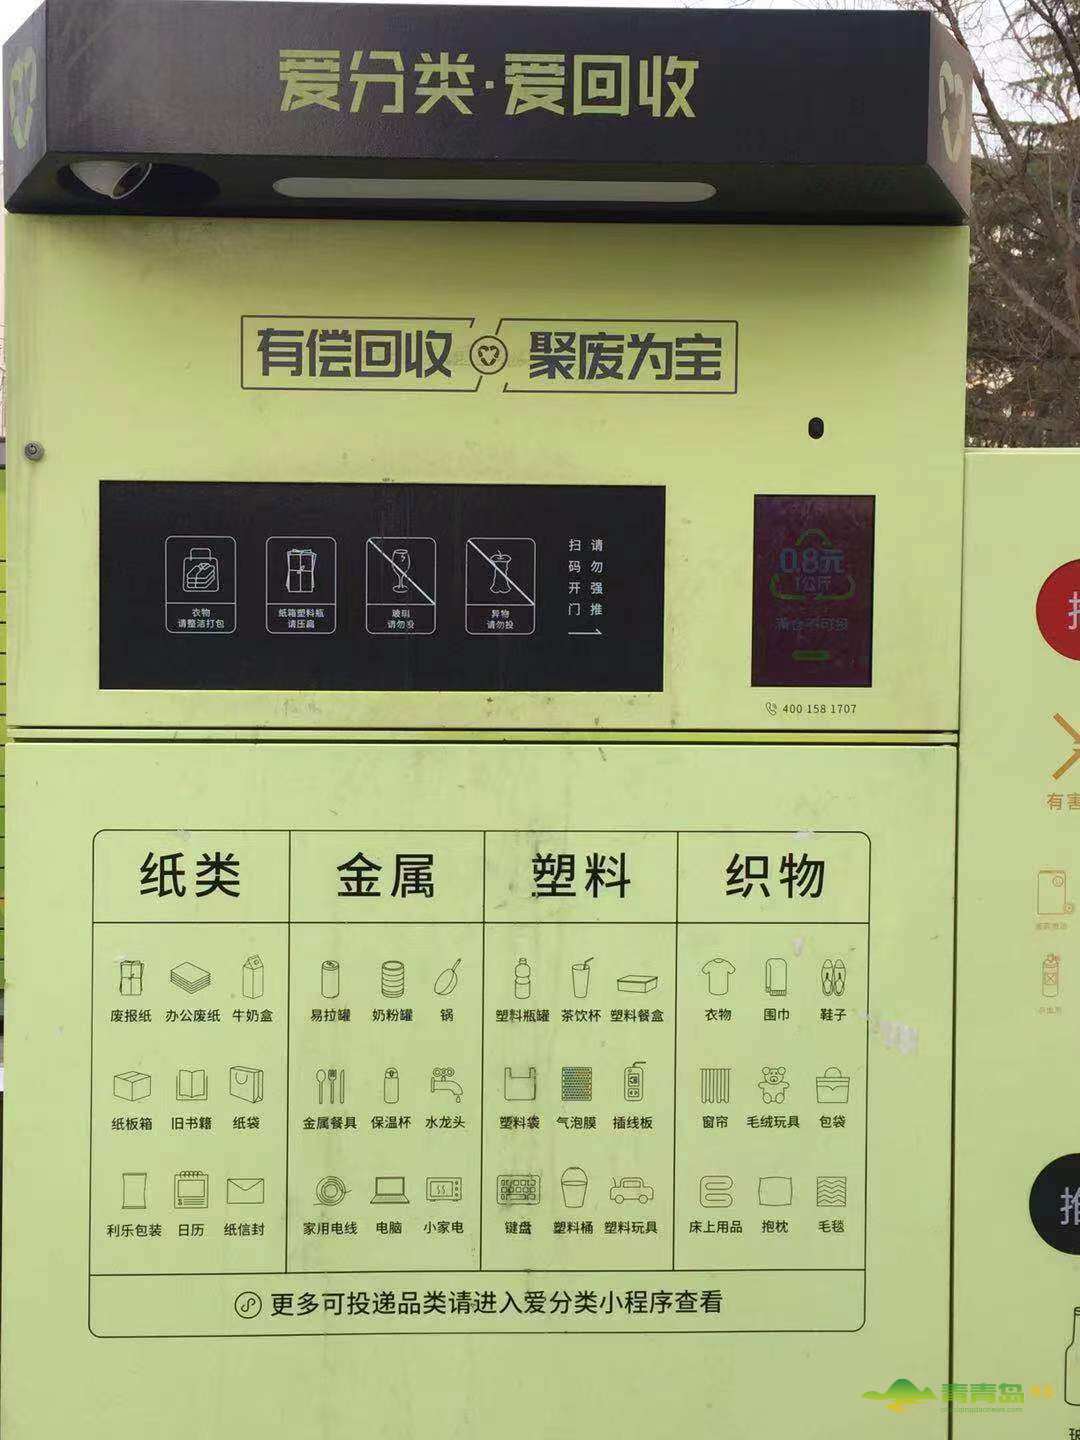 爱分类·爱回收
有偿回收 聚废为宝
衣物
请整洁打包
纸箱塑料瓶
请压扁
玻璃
请勿投
异物
请勿投
请勿强推
扫码开门
0.8元
1公斤
满仓不可投
400 158 1707
纸类 金属 塑料 织物
废报纸 办公废纸 牛奶盒 易拉罐 奶粉罐 锅 塑料瓶罐 茶饮杯 塑料餐盒 衣物 围巾 鞋子
纸板箱 旧书籍 纸袋 金属餐具 保温杯 水龙头 塑料袋 气泡膜 插线板 窗帘 毛绒玩具 包袋
利乐包装 日历 纸信封 家用电线 电脑 小家电 键盘 塑料桶 塑料玩具 床上用品 抱枕 毛毯
更多可投递品类请进入爱分类小程序查看
有害
推
青青岛